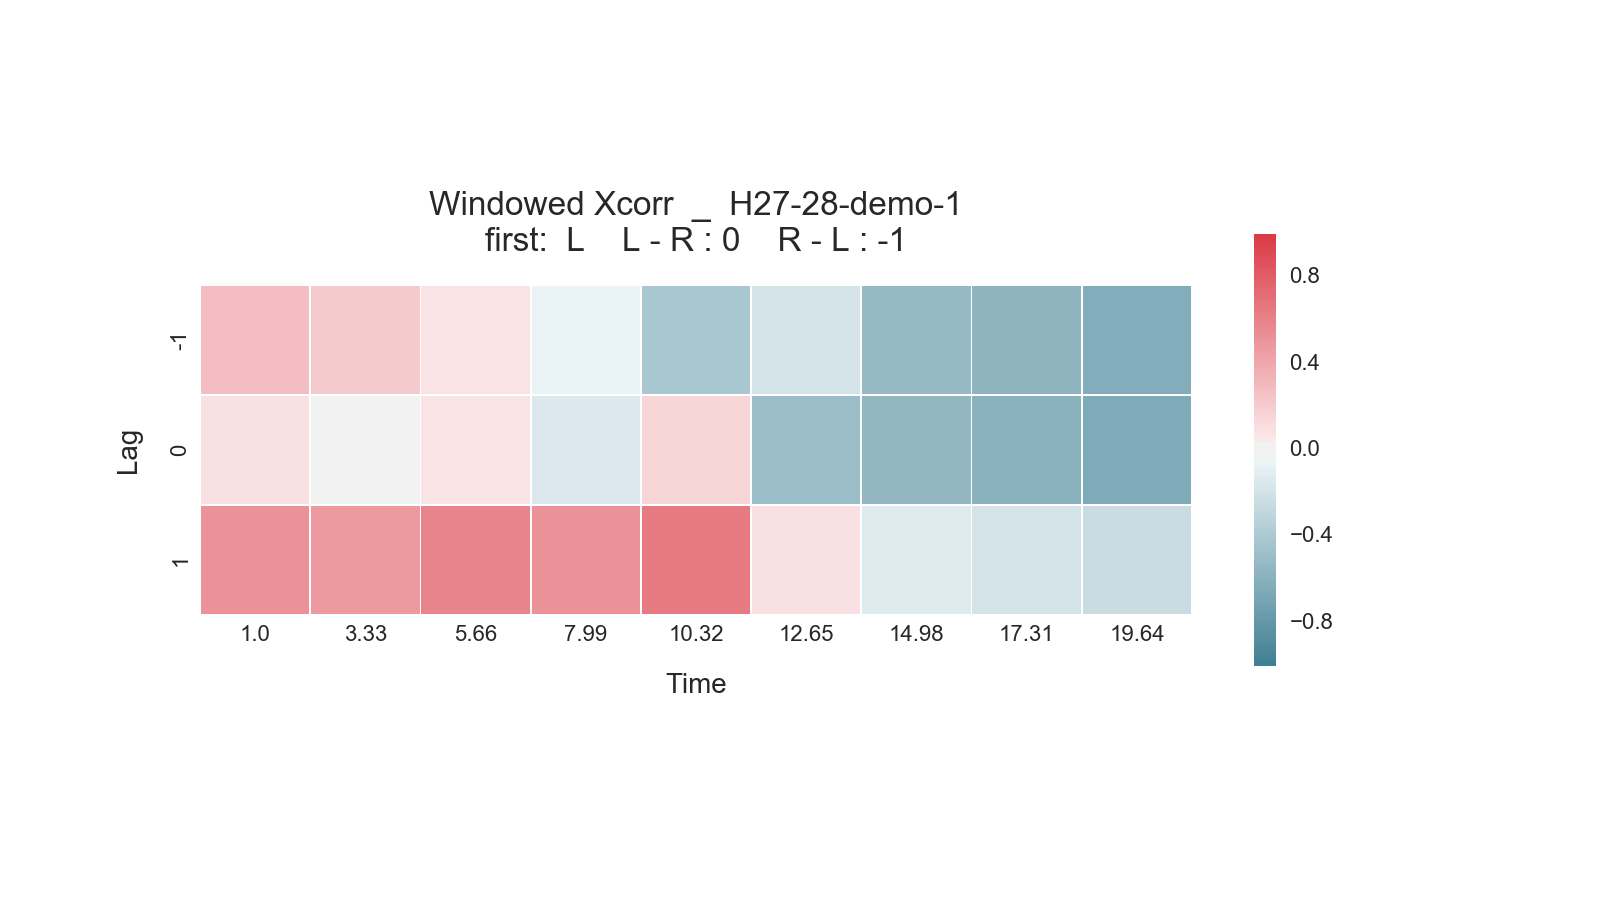 Windowed Xcorr _ H27-28-demo-1
first: L L - R : 0 R - L : -1
Lag
-1
0
1
1.0 3.33 5.66 7.99 10.32 12.65 14.98 17.31 19.64
Time
0.8
0.4
0.0
−0.4
−0.8